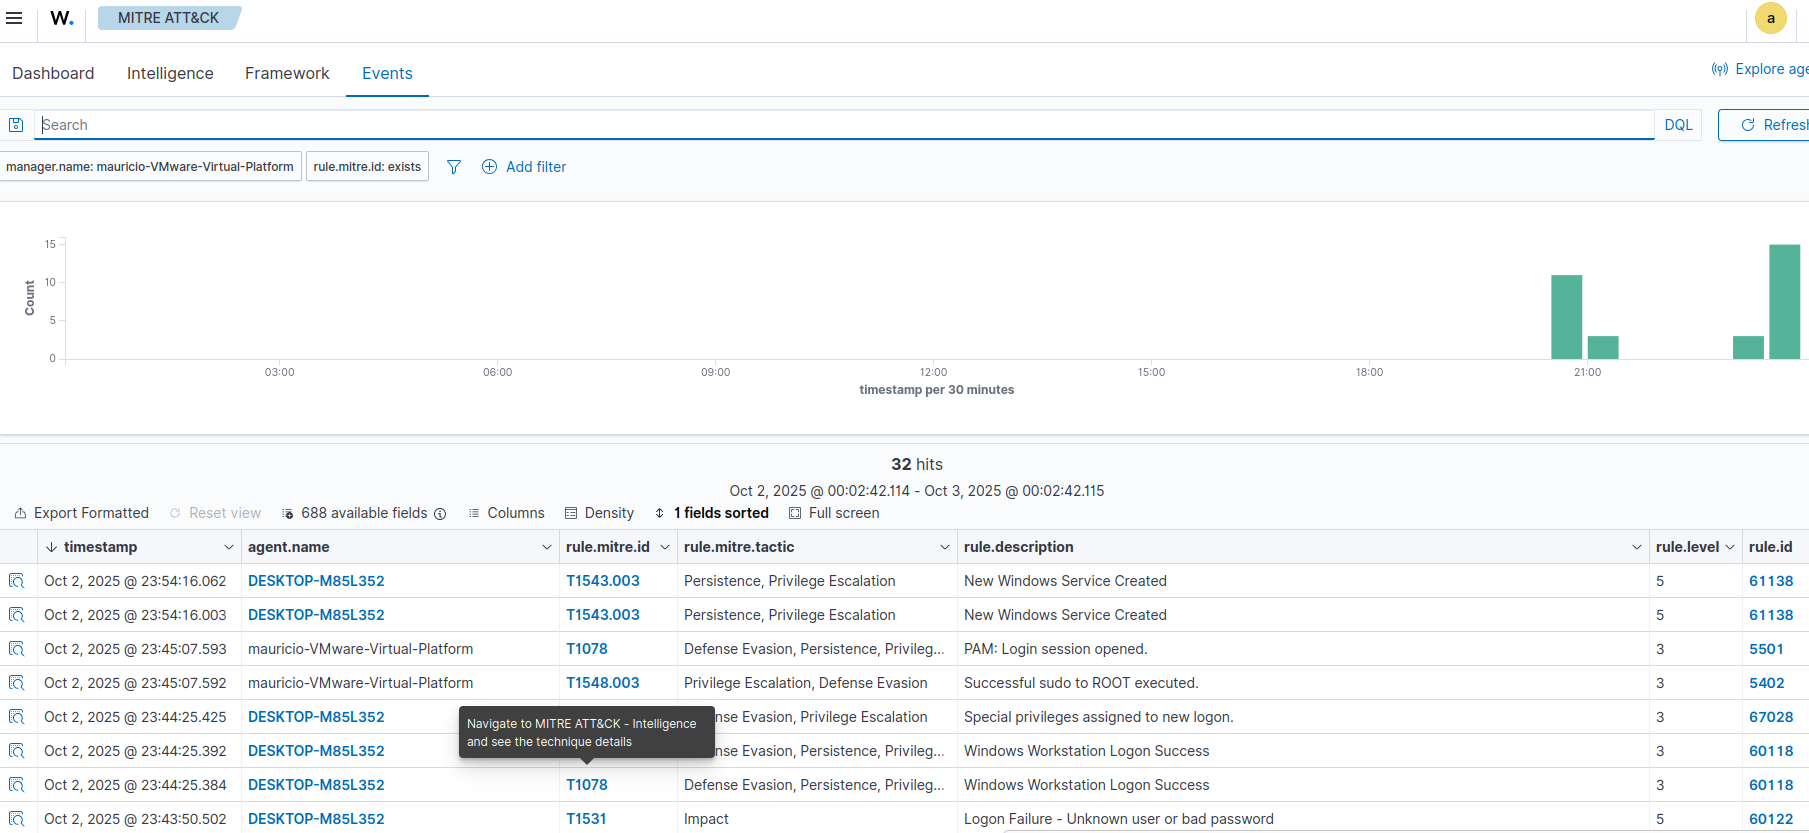 W. MITRE ATT&CK a
Dashboard Intelligence Framework Events Explore age
Search DQL Refresh
manager.name: mauricio-VMware-Virtual-Platform rule.mitre.id: exists Add filter
15
10
5
0
Count
03:00 06:00 09:00 12:00 15:00 18:00 21:00
timestamp per 30 minutes
32 hits
Oct 2, 2025 @ 00:02:42.114 - Oct 3, 2025 @ 00:02:42.115
Export Formatted Reset view 688 available fields Columns Density 1 fields sorted Full screen
timestamp agent.name rule.mitre.id rule.mitre.tactic rule.description rule.level rule.id
Oct 2, 2025 @ 23:54:16.062 DESKTOP-M85L352 T1543.003 Persistence, Privilege Escalation New Windows Service Created 5 61138
Oct 2, 2025 @ 23:54:16.003 DESKTOP-M85L352 T1543.003 Persistence, Privilege Escalation New Windows Service Created 5 61138
Oct 2, 2025 @ 23:45:07.593 mauricio-VMware-Virtual-Platform T1078 Defense Evasion, Persistence, Privileg... PAM: Login session opened. 3 5501
Oct 2, 2025 @ 23:45:07.592 mauricio-VMware-Virtual-Platform T1548.003 Privilege Escalation, Defense Evasion Successful sudo to ROOT executed. 3 5402
Oct 2, 2025 @ 23:44:25.425 DESKTOP-M85L352 nse Evasion, Privilege Escalation Special privileges assigned to new logon. 3 67028
Navigate to MITRE ATT&CK - Intelligence
and see the technique details
Oct 2, 2025 @ 23:44:25.392 DESKTOP-M85L352 nse Evasion, Persistence, Privileg... Windows Workstation Logon Success 3 60118
Oct 2, 2025 @ 23:44:25.384 DESKTOP-M85L352 T1078 Defense Evasion, Persistence, Privileg... Windows Workstation Logon Success 3 60118
Oct 2, 2025 @ 23:43:50.502 DESKTOP-M85L352 T1531 Impact Logon Failure - Unknown user or bad password 5 60122